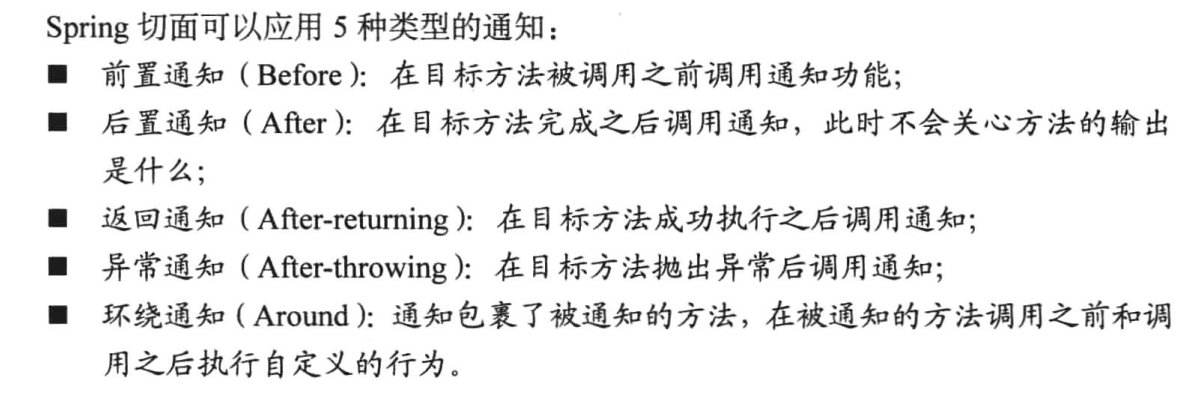 Spring 切面可以应用 5 种类型的通知：
■ 前置通知（Before）：在目标方法被调用之前调用通知功能；
■ 后置通知（After）：在目标方法完成之后调用通知，此时不会关心方法的输出
是什么；
■ 返回通知（After-returning）：在目标方法成功执行之后调用通知；
■ 异常通知（After-throwing）：在目标方法抛出异常后调用通知；
■ 环绕通知（Around）：通知包裹了被通知的方法，在被通知的方法调用之前和调
用之后执行自定义的行为。